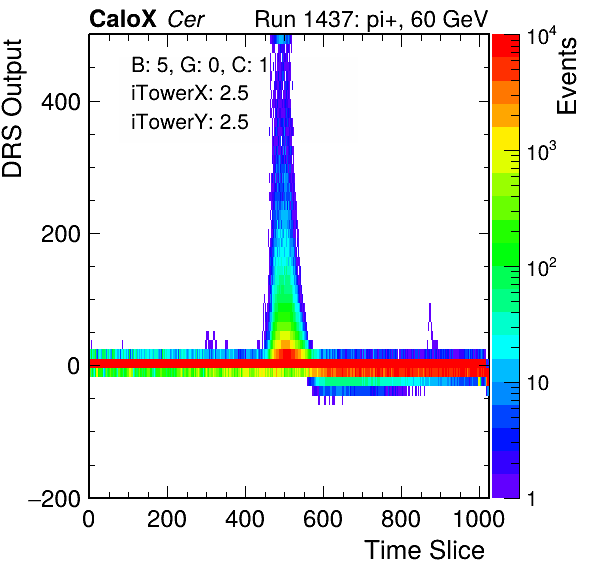 CaloX Cer Run 1437: pi+, 60 GeV
B: 5, G: 0, C: 1
iTowerX: 2.5
iTowerY: 2.5
DRS Output
400
200
0
−200
0 200 400 600 800 1000
Time Slice
Events
10^4
10^3
10^2
10
1